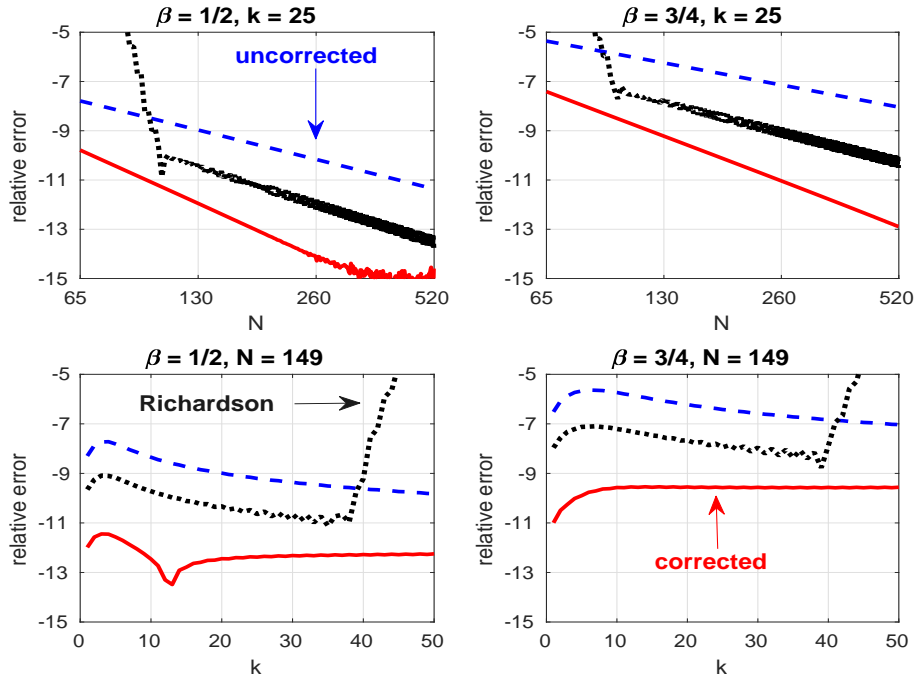 β = 1/2, k = 25
-5
-7
-9
-11
-13
-15
relative error
uncorrected
65
130
260
520
N
β = 3/4, k = 25
-5
-7
-9
-11
-13
-15
relative error
65
130
260
520
N
β = 1/2, N = 149
-5
-7
-9
-11
-13
-15
relative error
Richardson
0
10
20
30
40
50
k
β = 3/4, N = 149
-5
-7
-9
-11
-13
-15
relative error
corrected
0
10
20
30
40
50
k